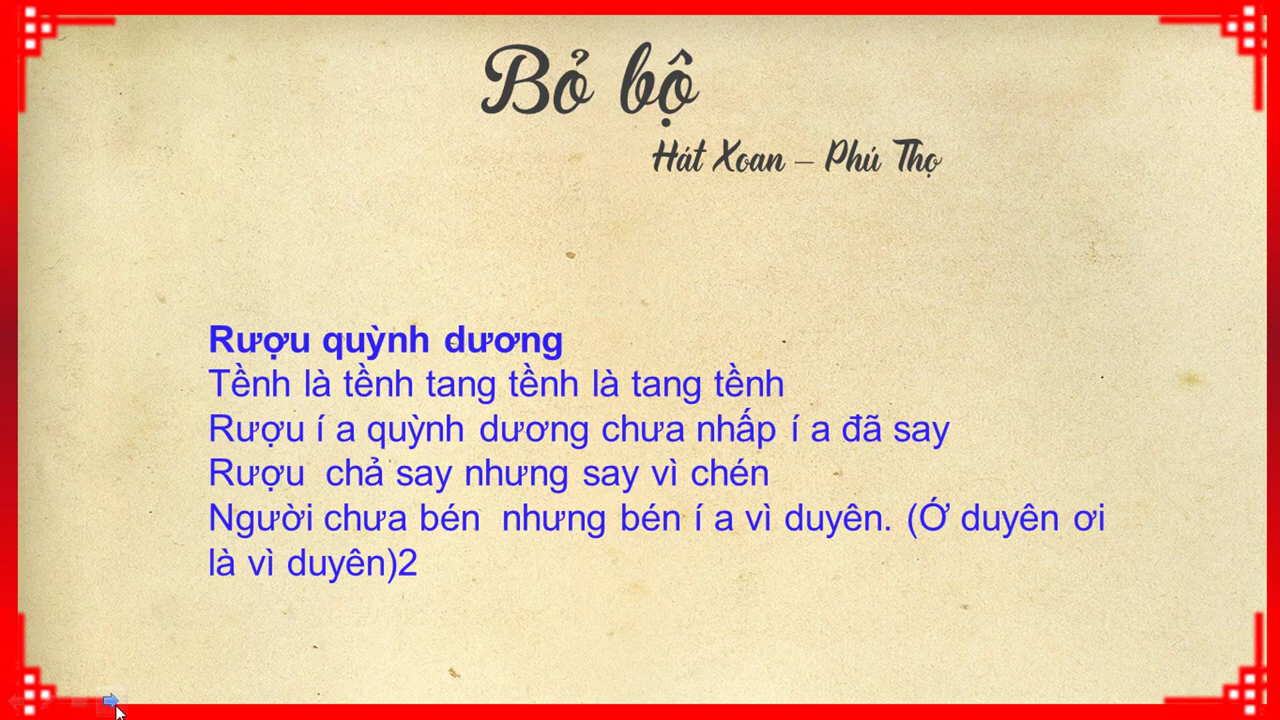 Bỏ bộ
Hát Xoan – Phú Thọ
Rượu quỳnh dương
Tềnh là tềnh tang tềnh là tang tềnh
Rượu í a quỳnh dương chưa nhấp í a đã say
Rượu chả say nhưng say vì chén
Người chưa bén nhưng bén í a vì duyên. (Ớ duyên ơi
là vì duyên)2